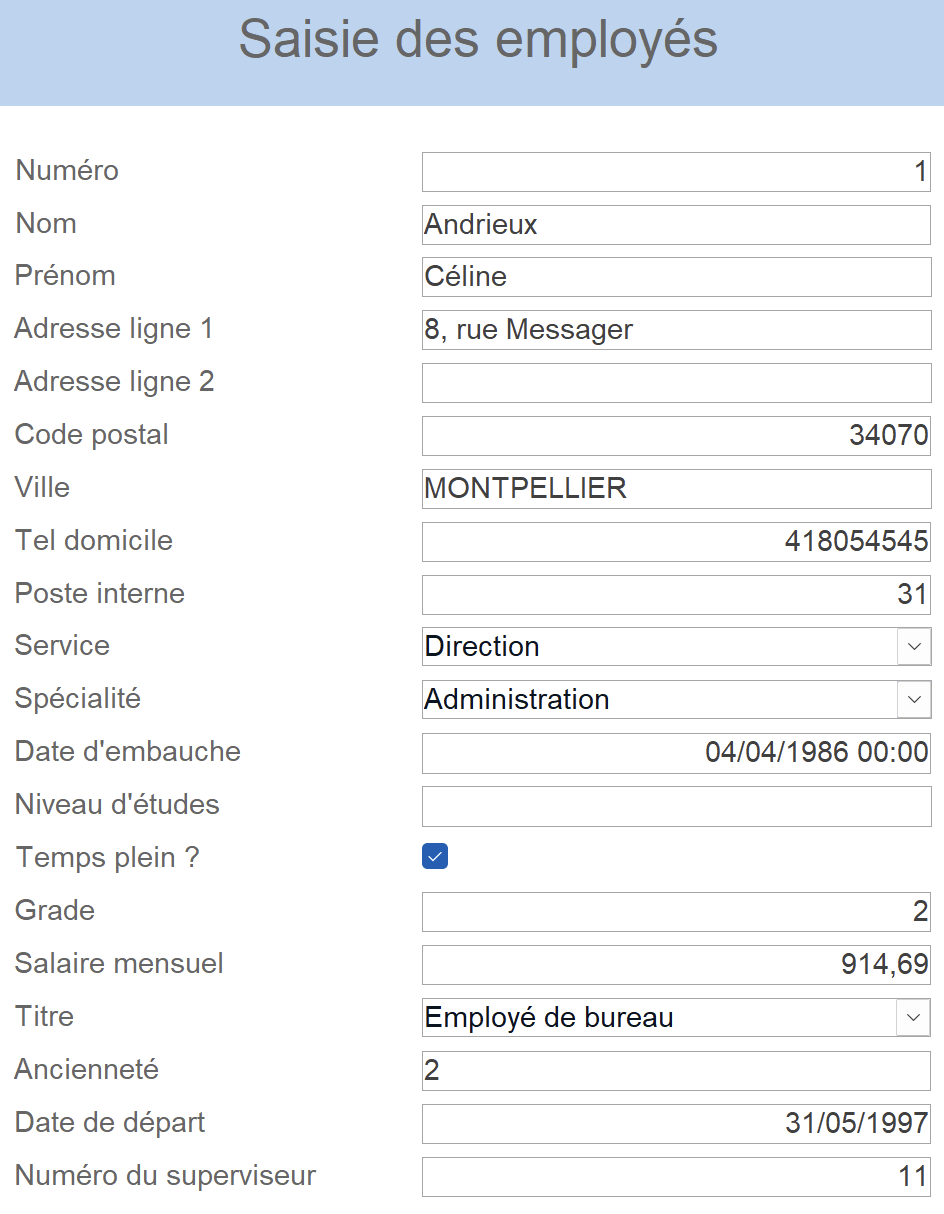 Saisie des employés
Numéro 1
Nom Andrieux
Prénom Céline
Adresse ligne 1 8, rue Messager
Adresse ligne 2
Code postal 34070
Ville MONTPELLIER
Tel domicile 418054545
Poste interne 31
Service Direction
Spécialité Administration
Date d'embauche 04/04/1986 00:00
Niveau d'études
Temps plein ?
Grade 2
Salaire mensuel 914,69
Titre Employé de bureau
Ancienneté 2
Date de départ 31/05/1997
Numéro du superviseur 11